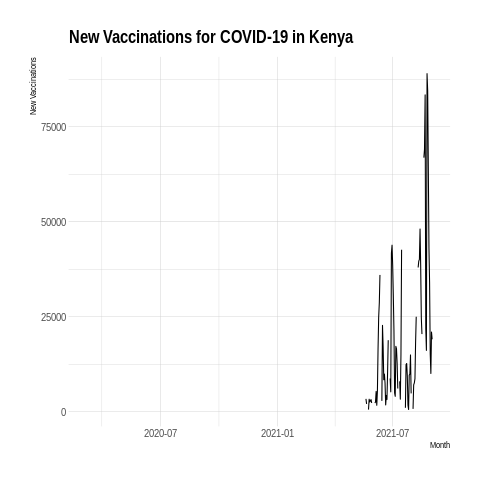 New Vaccinations for COVID-19 in Kenya
New Vaccinations
75000
50000
25000
0
2020-07 2021-01 2021-07
Month